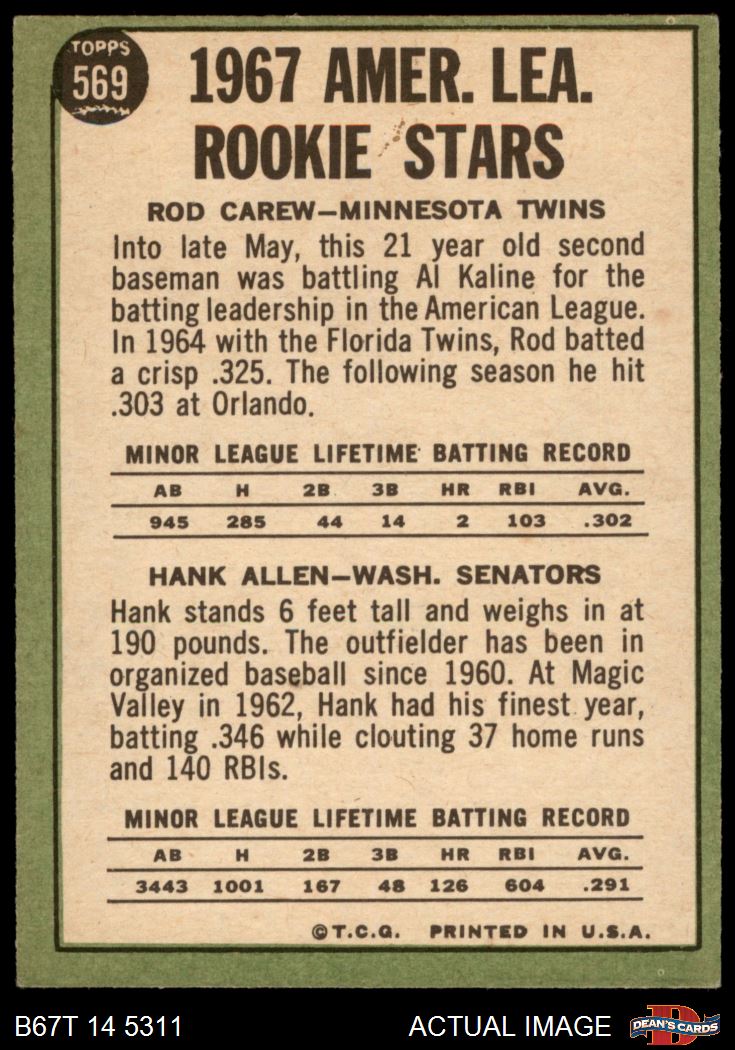 TOPPS
569
1967 AMER. LEA.
ROOKIE STARS
ROD CAREW—MINNESOTA TWINS
Into late May, this 21 year old second
baseman was battling Al Kaline for the
batting leadership in the American League.
In 1964 with the Florida Twins, Rod batted
a crisp .325. The following season he hit
.303 at Orlando.
MINOR LEAGUE LIFETIME BATTING RECORD
AB H 2B 3B HR RBI AVG.
945 285 44 14 2 103 .302
HANK ALLEN—WASH. SENATORS
Hank stands 6 feet tall and weighs in at
190 pounds. The outfielder has been in
organized baseball since 1960. At Magic
Valley in 1962, Hank had his finest year,
batting .346 while clouting 37 home runs
and 140 RBIs.
MINOR LEAGUE LIFETIME BATTING RECORD
AB H 2B 3B HR RBI AVG.
3443 1001 167 48 126 604 .291
©T.C.G. PRINTED IN U.S.A.
B67T 14 5311 ACTUAL IMAGE DEAN'S CARDS